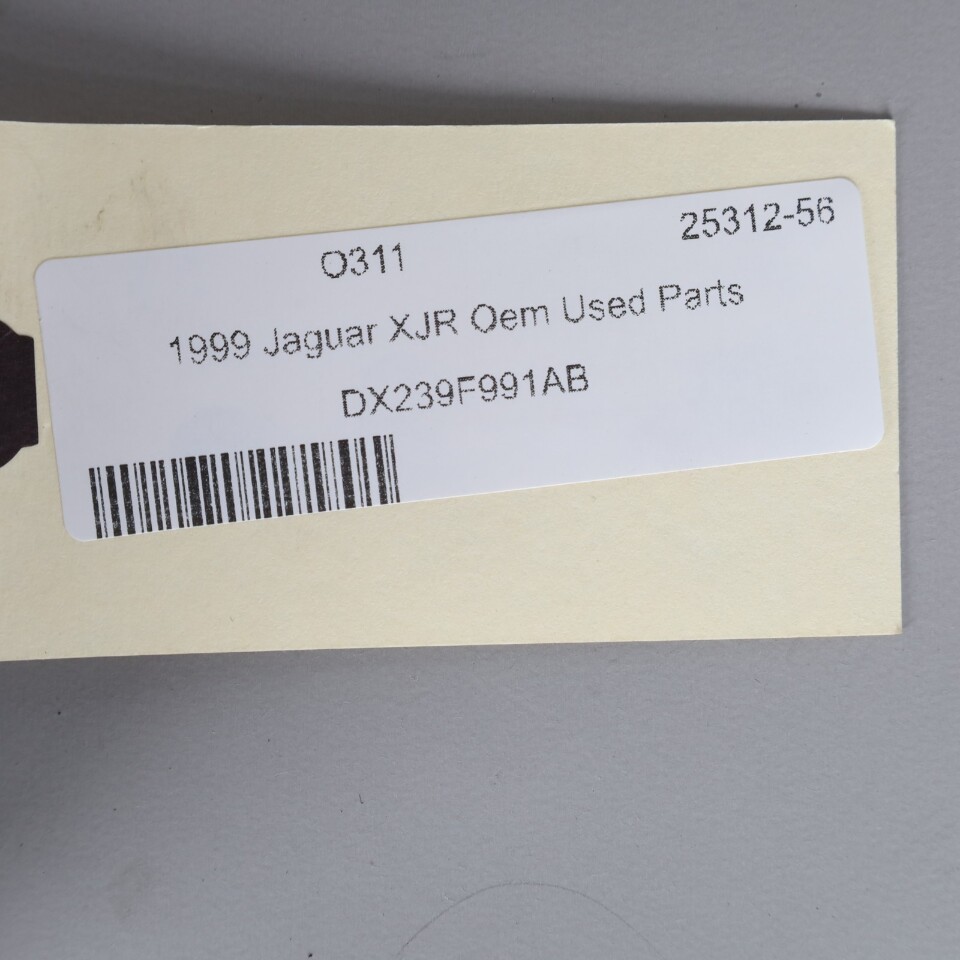 O311 25312-56
1999 Jaguar XJR Oem Used Parts
DX239F991AB